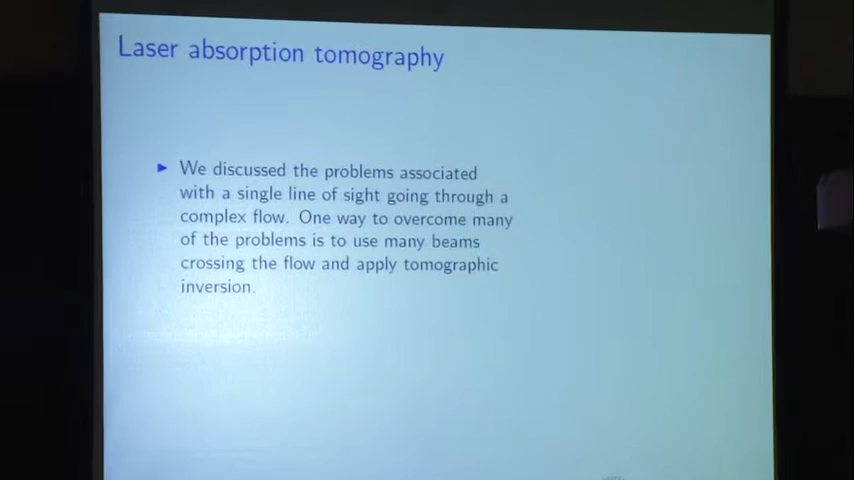 Laser absorption tomography
▶ We discussed the problems associated
with a single line of sight going through a
complex flow. One way to overcome many
of the problems is to use many beams
crossing the flow and apply tomographic
inversion.